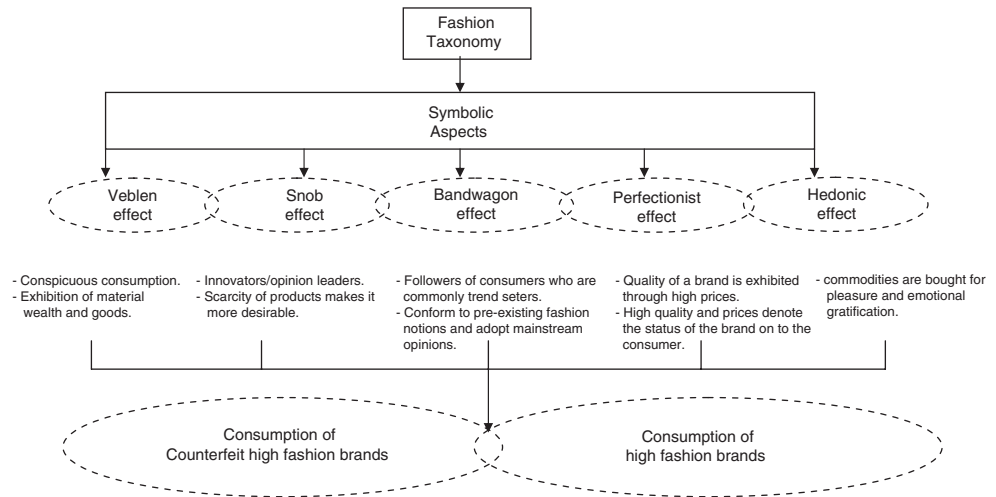 Fashion
Taxonomy
Symbolic
Aspects
Veblen
effect
Snob
effect
Bandwagon
effect
Perfectionist
effect
Hedonic
effect
- Conspicuous consumption.
- Exhibition of material
wealth and goods.
- Innovators/opinion leaders.
- Scarcity of products makes it
more desirable.
- Followers of consumers who are
commonly trend seters.
- Conform to pre-existing fashion
notions and adopt mainstream
opinions.
- Quality of a brand is exhibited
through high prices.
- High quality and prices denote
the status of the brand on to the
consumer.
- commodities are bought for
pleasure and emotional
gratification.
Consumption of
Counterfeit high fashion brands
Consumption of
high fashion brands